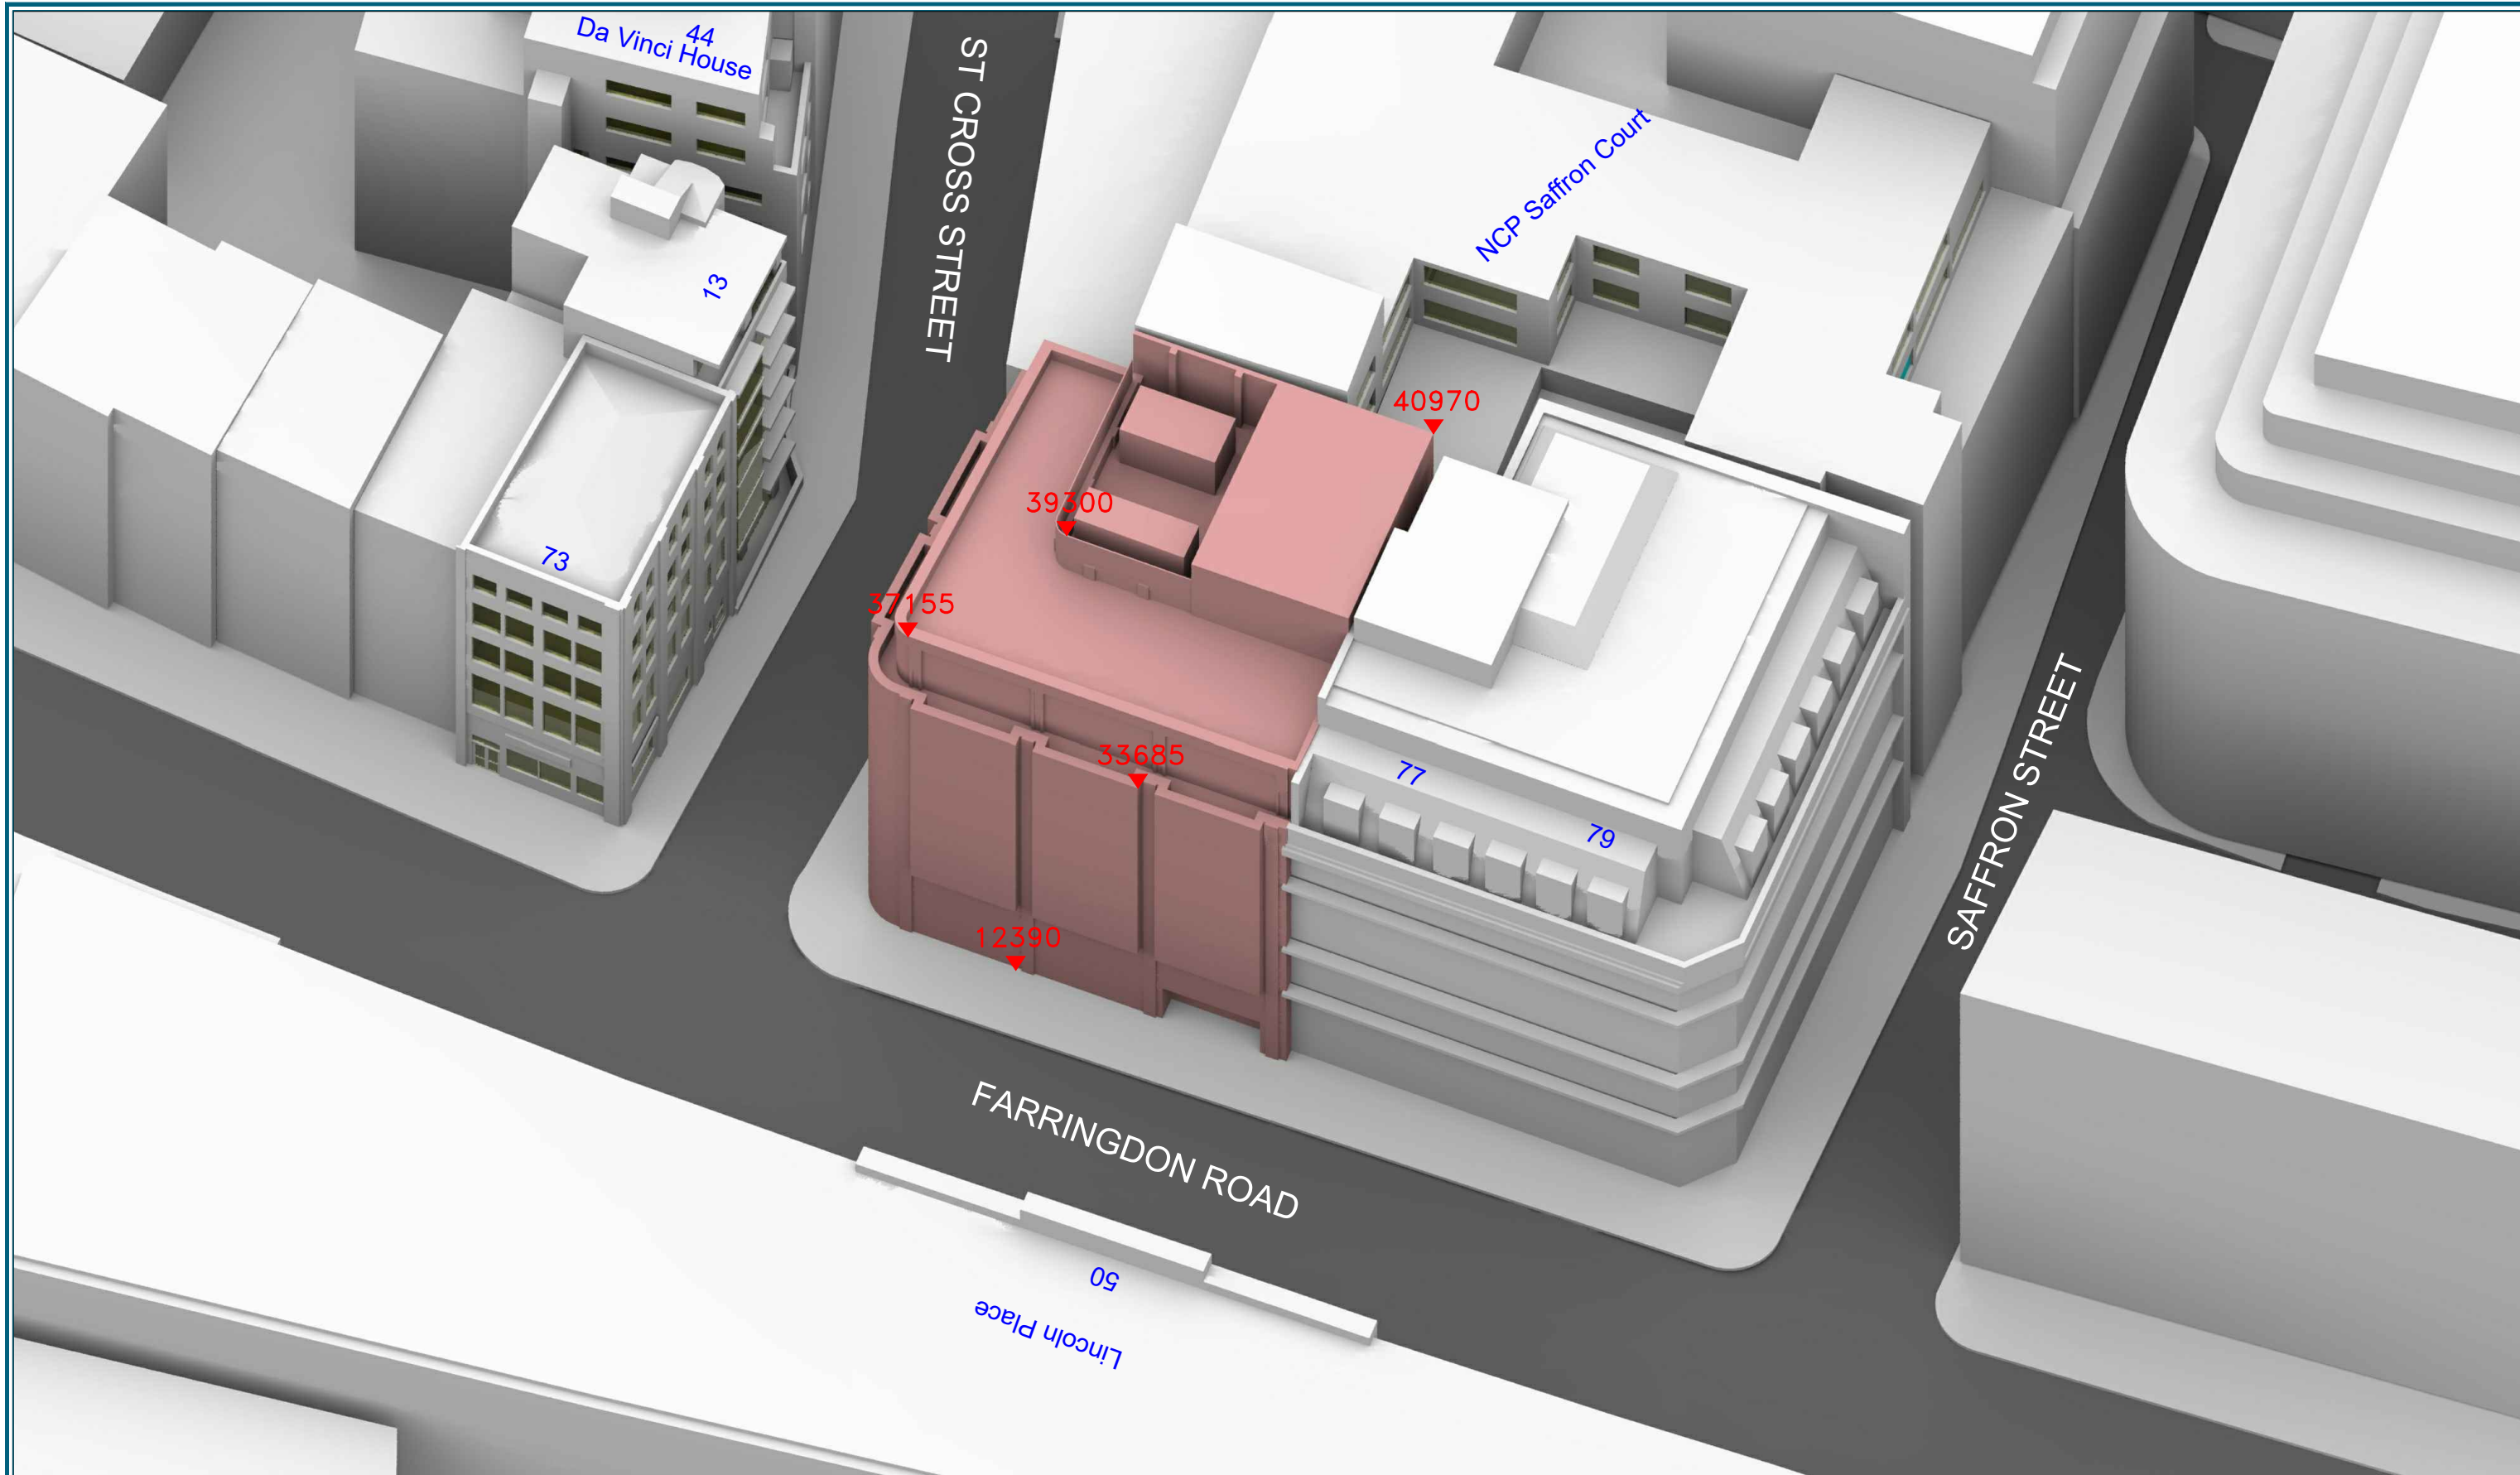 44
Da Vinci House
ST CROSS STREET
NCP Saffron Court
13
40970
39300
73
37155
33685
77
79
12390
SAFFRON STREET
FARRINGDON ROAD
50
Lincoln Place